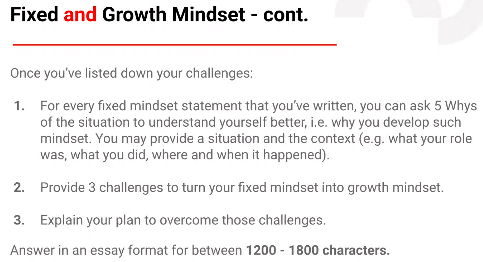 Fixed and Growth Mindset - cont.
Once you've listed down your challenges:
1. For every fixed mindset statement that you've written, you can ask 5 Whys
of the situation to understand yourself better, i.e. why you develop such
mindset. You may provide a situation and the context (e.g. what your role
was, what you did, where and when it happened).
2. Provide 3 challenges to turn your fixed mindset into growth mindset.
3. Explain your plan to overcome those challenges.
Answer in an essay format for between 1200 - 1800 characters.